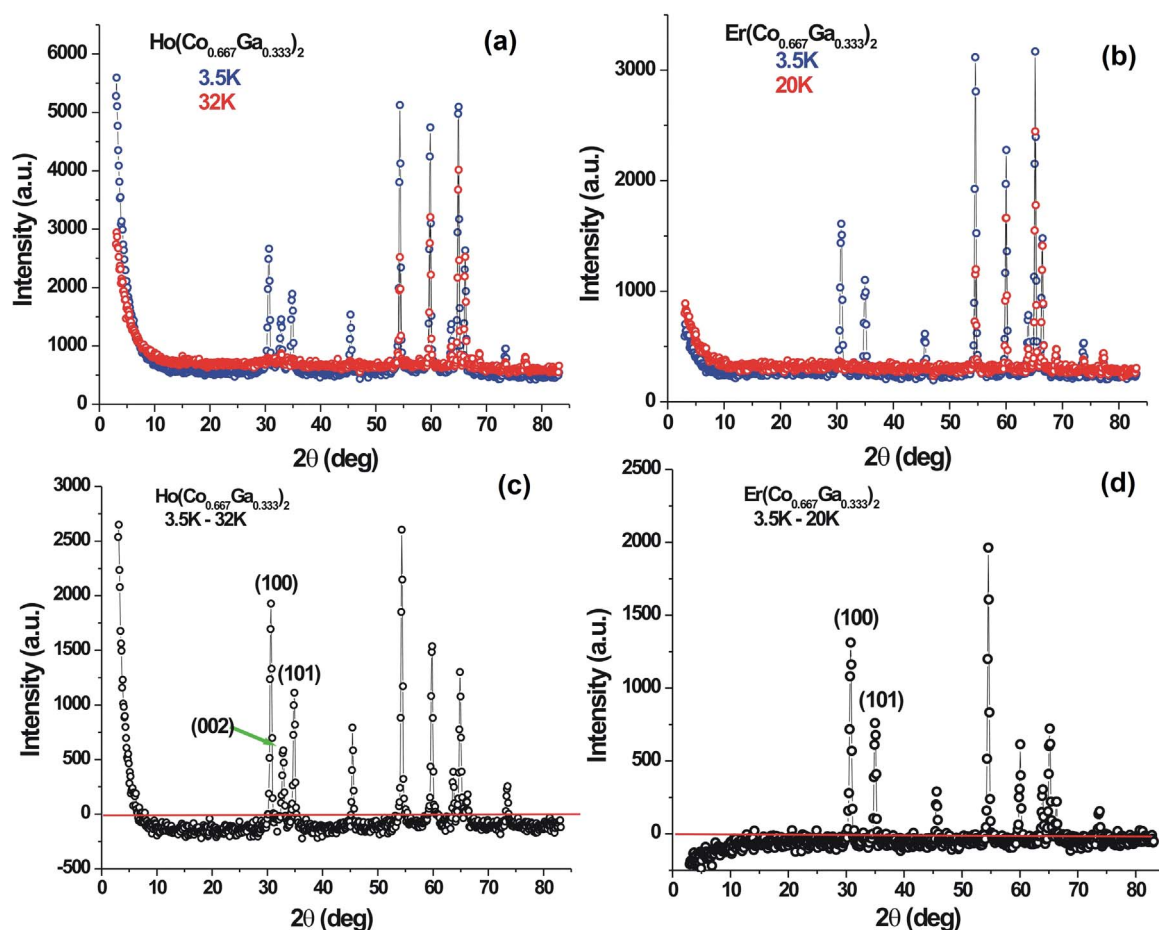 (a)
Ho(Co0.667Ga0.333)2
3.5K
32K
6000
5000
4000
3000
2000
1000
0
Intensity (a.u.)
0 10 20 30 40 50 60 70 80
2θ (deg)
(b)
Er(Co0.667Ga0.333)2
3.5K
20K
3000
2000
1000
0
Intensity (a.u.)
0 10 20 30 40 50 60 70 80
2θ (deg)
(c)
Ho(Co0.667Ga0.333)2
3.5K - 32K
3000
2500
2000
1500
1000
500
0
-500
Intensity (a.u.)
(100)
(101)
(002)
0 10 20 30 40 50 60 70 80
2θ (deg)
(d)
Er(Co0.667Ga0.333)2
3.5K - 20K
2500
2000
1500
1000
500
0
Intensity (a.u.)
(100)
(101)
0 10 20 30 40 50 60 70 80
2θ (deg)